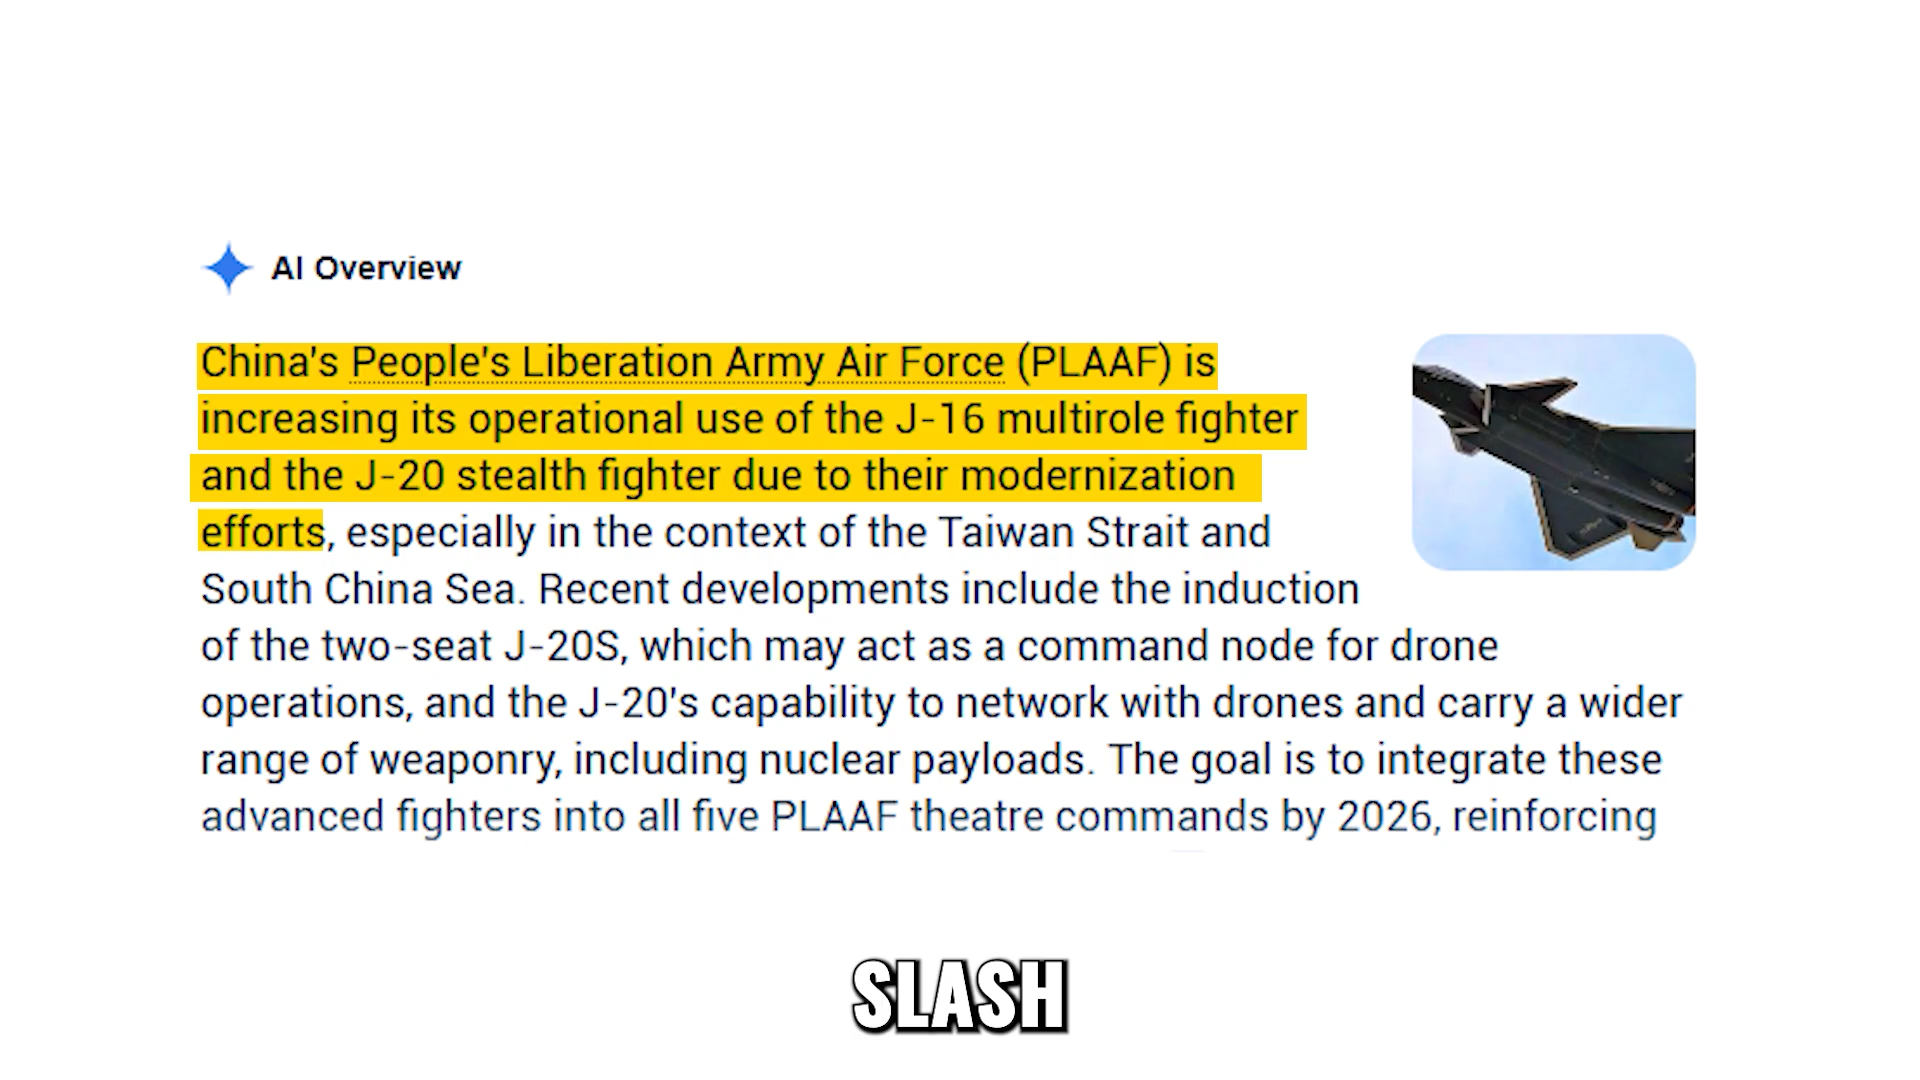 AI Overview
China's People's Liberation Army Air Force (PLAAF) is
increasing its operational use of the J-16 multirole fighter
and the J-20 stealth fighter due to their modernization
efforts, especially in the context of the Taiwan Strait and
South China Sea. Recent developments include the induction
of the two-seat J-20S, which may act as a command node for drone
operations, and the J-20's capability to network with drones and carry a wider
range of weaponry, including nuclear payloads. The goal is to integrate these
advanced fighters into all five PLAAF theatre commands by 2026, reinforcing
SLASH